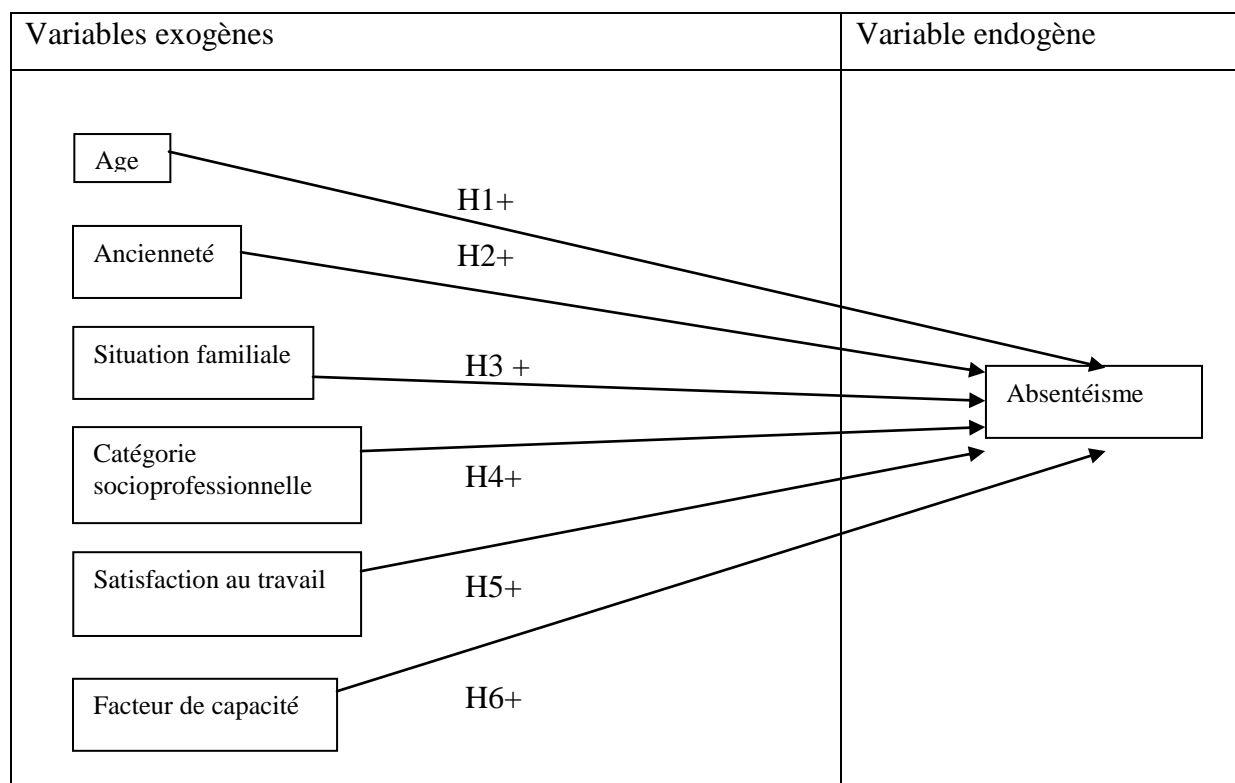 Variables exogènes
Variable endogène
Age
H1+
Ancienneté
H2+
Situation familiale
H3 +
Absentéisme
Catégorie
socioprofessionnelle
H4+
Satisfaction au travail
H5+
Facteur de capacité
H6+